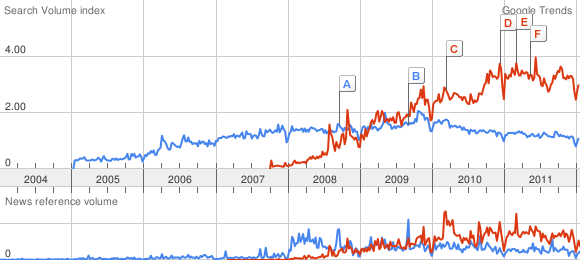 Search Volume index
Google Trends
D E
F
C
B
A
4.00
2.00
0
2004 2005 2006 2007 2008 2009 2010 2011
News reference volume
0